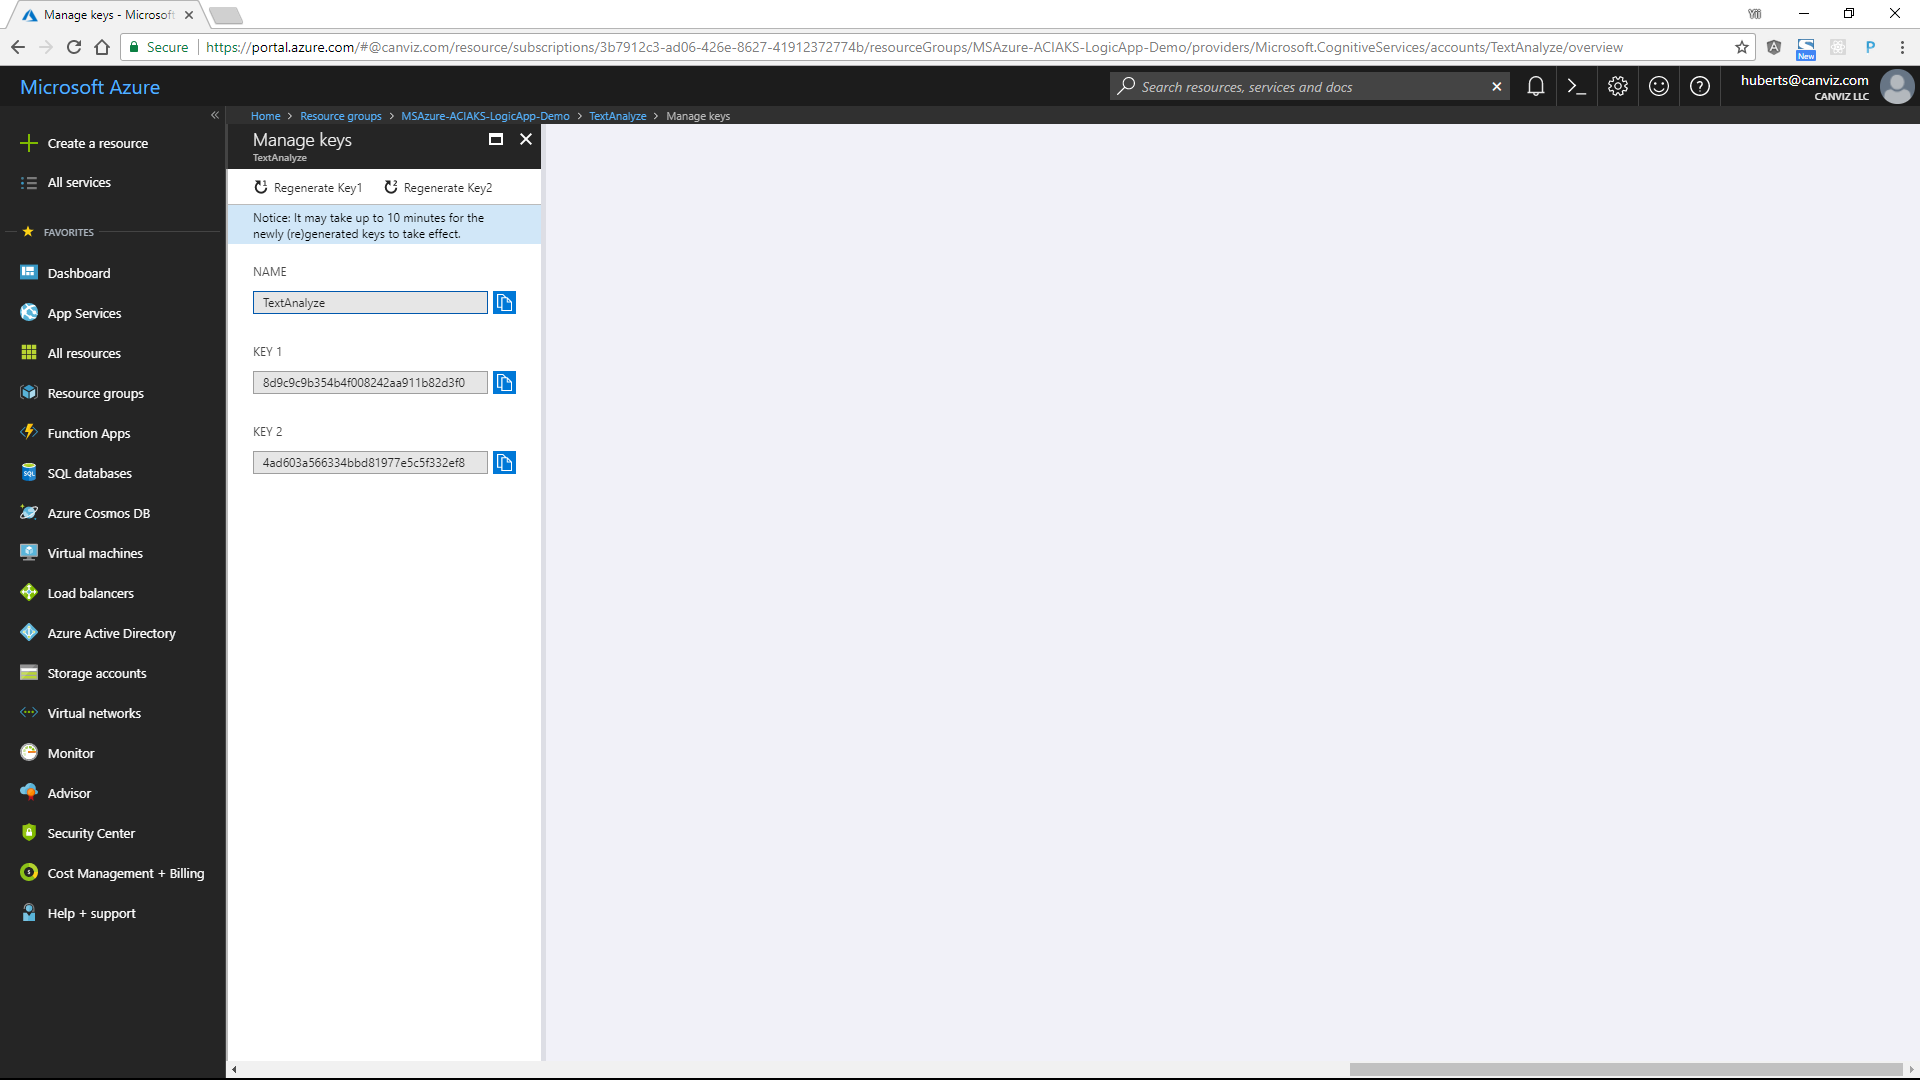 Manage keys - Microsoft
Yii
Secure
https://portal.azure.com/#@canviz.com/resource/subscriptions/3b7912c3-ad06-426e-8627-41912372774b/resourceGroups/MSAzure-ACIAKS-LogicApp-Demo/providers/Microsoft.CognitiveServices/accounts/TextAnalyze/overview
New
P
Microsoft Azure
Search resources, services and docs
huberts@canviz.com
CANVIZ LLC
Home
Resource groups
MSAzure-ACIAKS-LogicApp-Demo
TextAnalyze
Manage keys
Create a resource
All services
FAVORITES
Dashboard
App Services
All resources
Resource groups
Function Apps
SQL databases
Azure Cosmos DB
Virtual machines
Load balancers
Azure Active Directory
Storage accounts
Virtual networks
Monitor
Advisor
Security Center
Cost Management + Billing
Help + support
Manage keys
TextAnalyze
Regenerate Key1
Regenerate Key2
Notice: It may take up to 10 minutes for the
newly (re)generated keys to take effect.
NAME
TextAnalyze
KEY 1
8d9c9c9b354b4f008242aa911b82d3f0
KEY 2
4ad603a566334bbd81977e5c5f332ef8